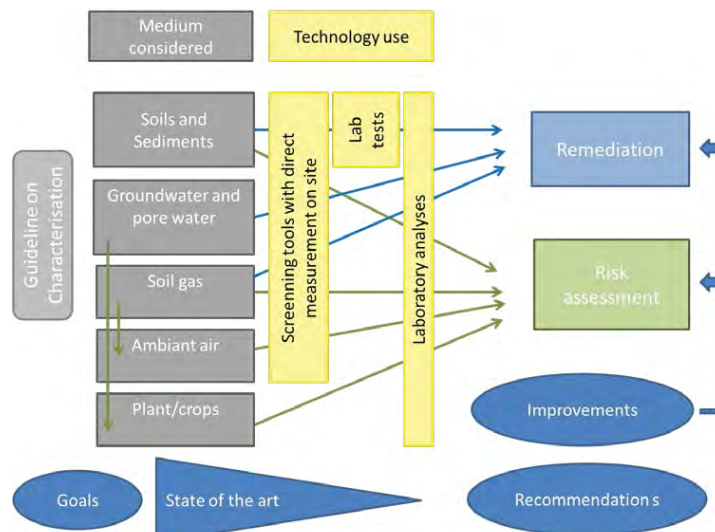 Medium
considered
Technology use
Guideline on
Characterisation
Soils and
Sediments
Groundwater and
pore water
Soil gas
Ambiant air
Plant/crops
Screenning tools with direct
measurement on site
Lab
tests
Laboratory analyses
Remediation
Risk
assessment
Improvements
Goals
State of the art
Recommendations